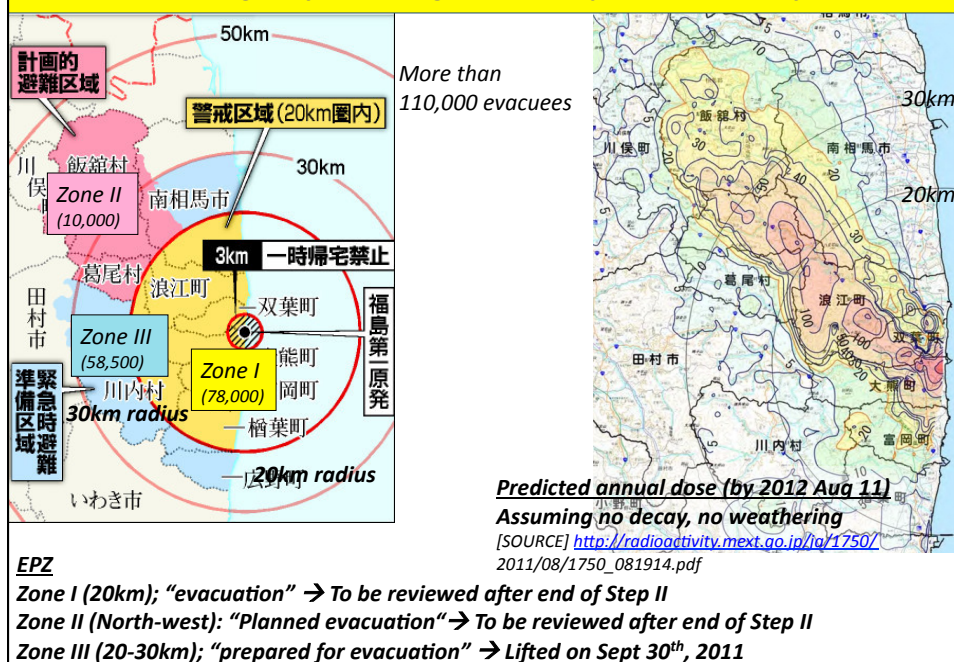 50km
計画的
避難区域
More than
110,000 evacuees
警戒区域(20km圏内)
30km
飯舘村
Zone II
(10,000)
南相馬市
3km 一時帰宅禁止
葛尾村
浪江町
双葉町
田村市
Zone III
(58,500)
Zone I
(78,000)
熊町
岡町
福島第一原発
緊急時避難
準備区域
川内村
30km radius
楢葉町
20km radius
いわき市
30km
飯舘村
川俣町
南相馬市
20km
葛尾村
浪江町
双葉町
田村市
大熊町
富岡町
川内村
小野町
Predicted annual dose (by 2012 Aug 11)
Assuming no decay, no weathering
[SOURCE] http://radioactivity.mext.go.jp/ja/1750/
2011/08/1750_081914.pdf
EPZ
Zone I (20km); “evacuation” → To be reviewed after end of Step II
Zone II (North-west): “Planned evacuation“→ To be reviewed after end of Step II
Zone III (20-30km); “prepared for evacuation” → Lifted on Sept 30th, 2011